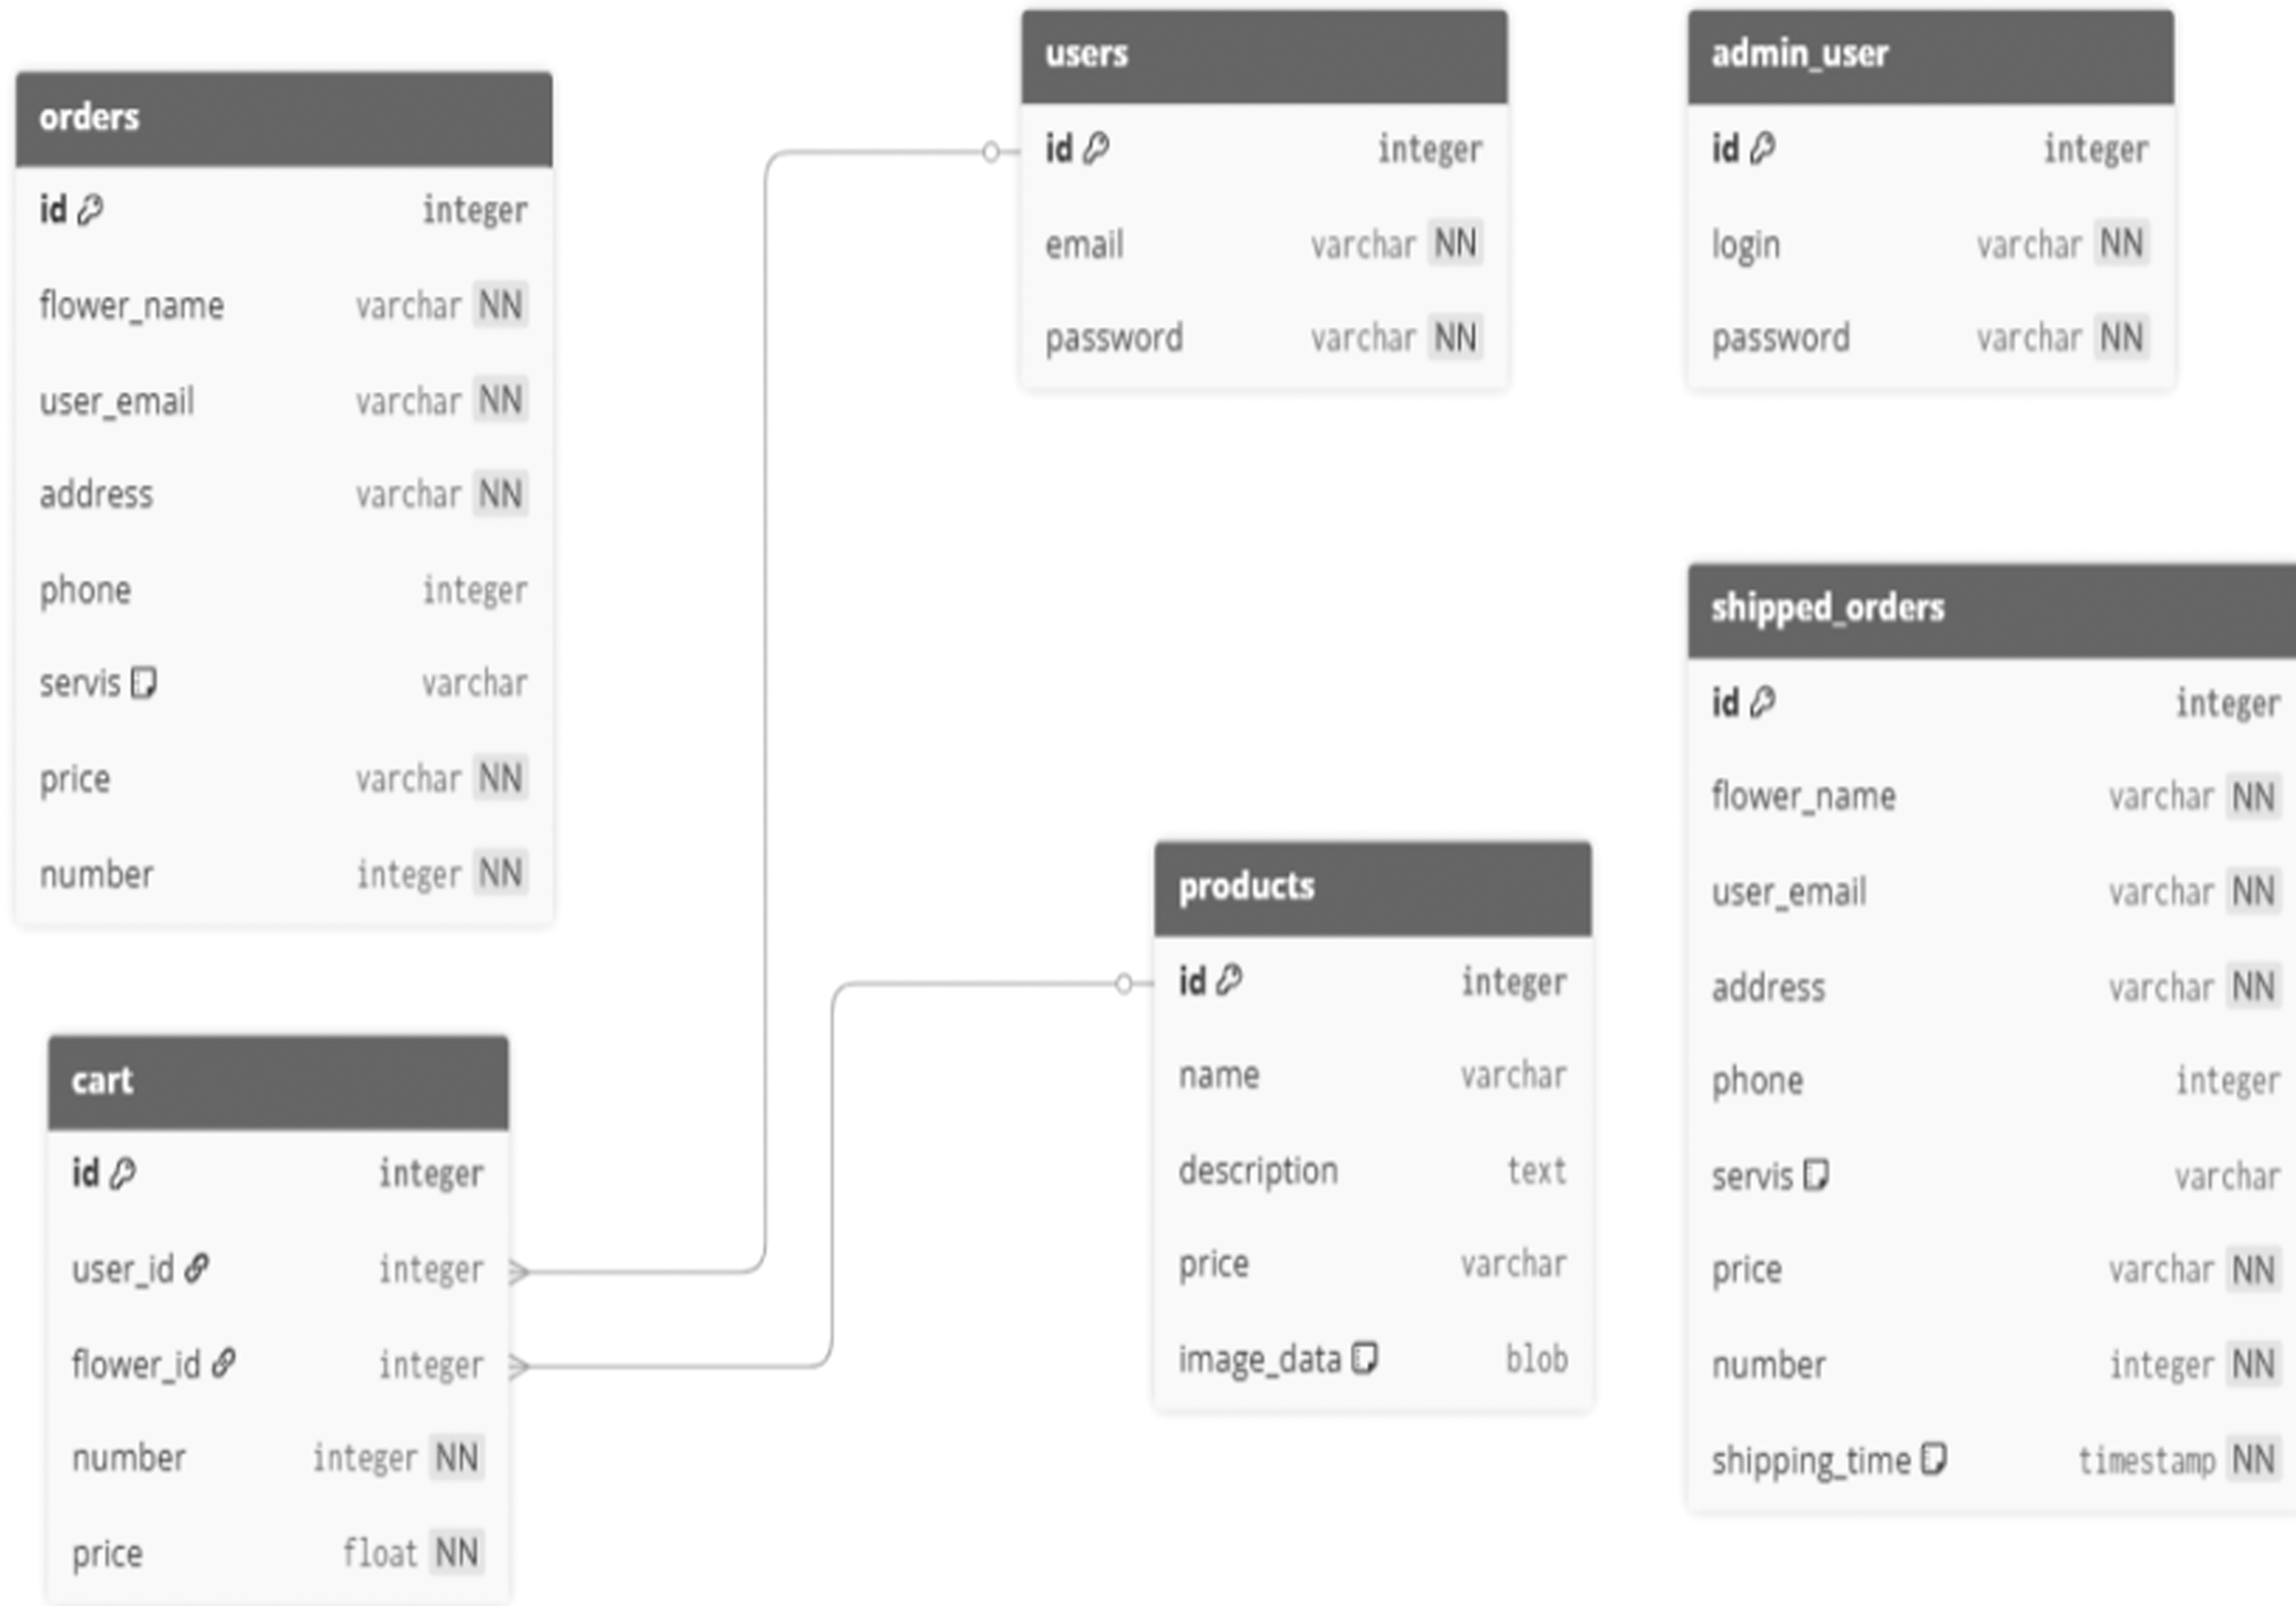 orders
id integer
flower_name varchar NN
user_email varchar NN
address varchar NN
phone integer
servis varchar
price varchar NN
number integer NN
cart
id integer
user_id integer
flower_id integer
number integer NN
price float NN
users
id integer
email varchar NN
password varchar NN
products
id integer
name varchar
description text
price varchar
image_data blob
admin_user
id integer
login varchar NN
password varchar NN
shipped_orders
id integer
flower_name varchar NN
user_email varchar NN
address varchar NN
phone integer
servis varchar
price varchar NN
number integer NN
shipping_time timestamp NN